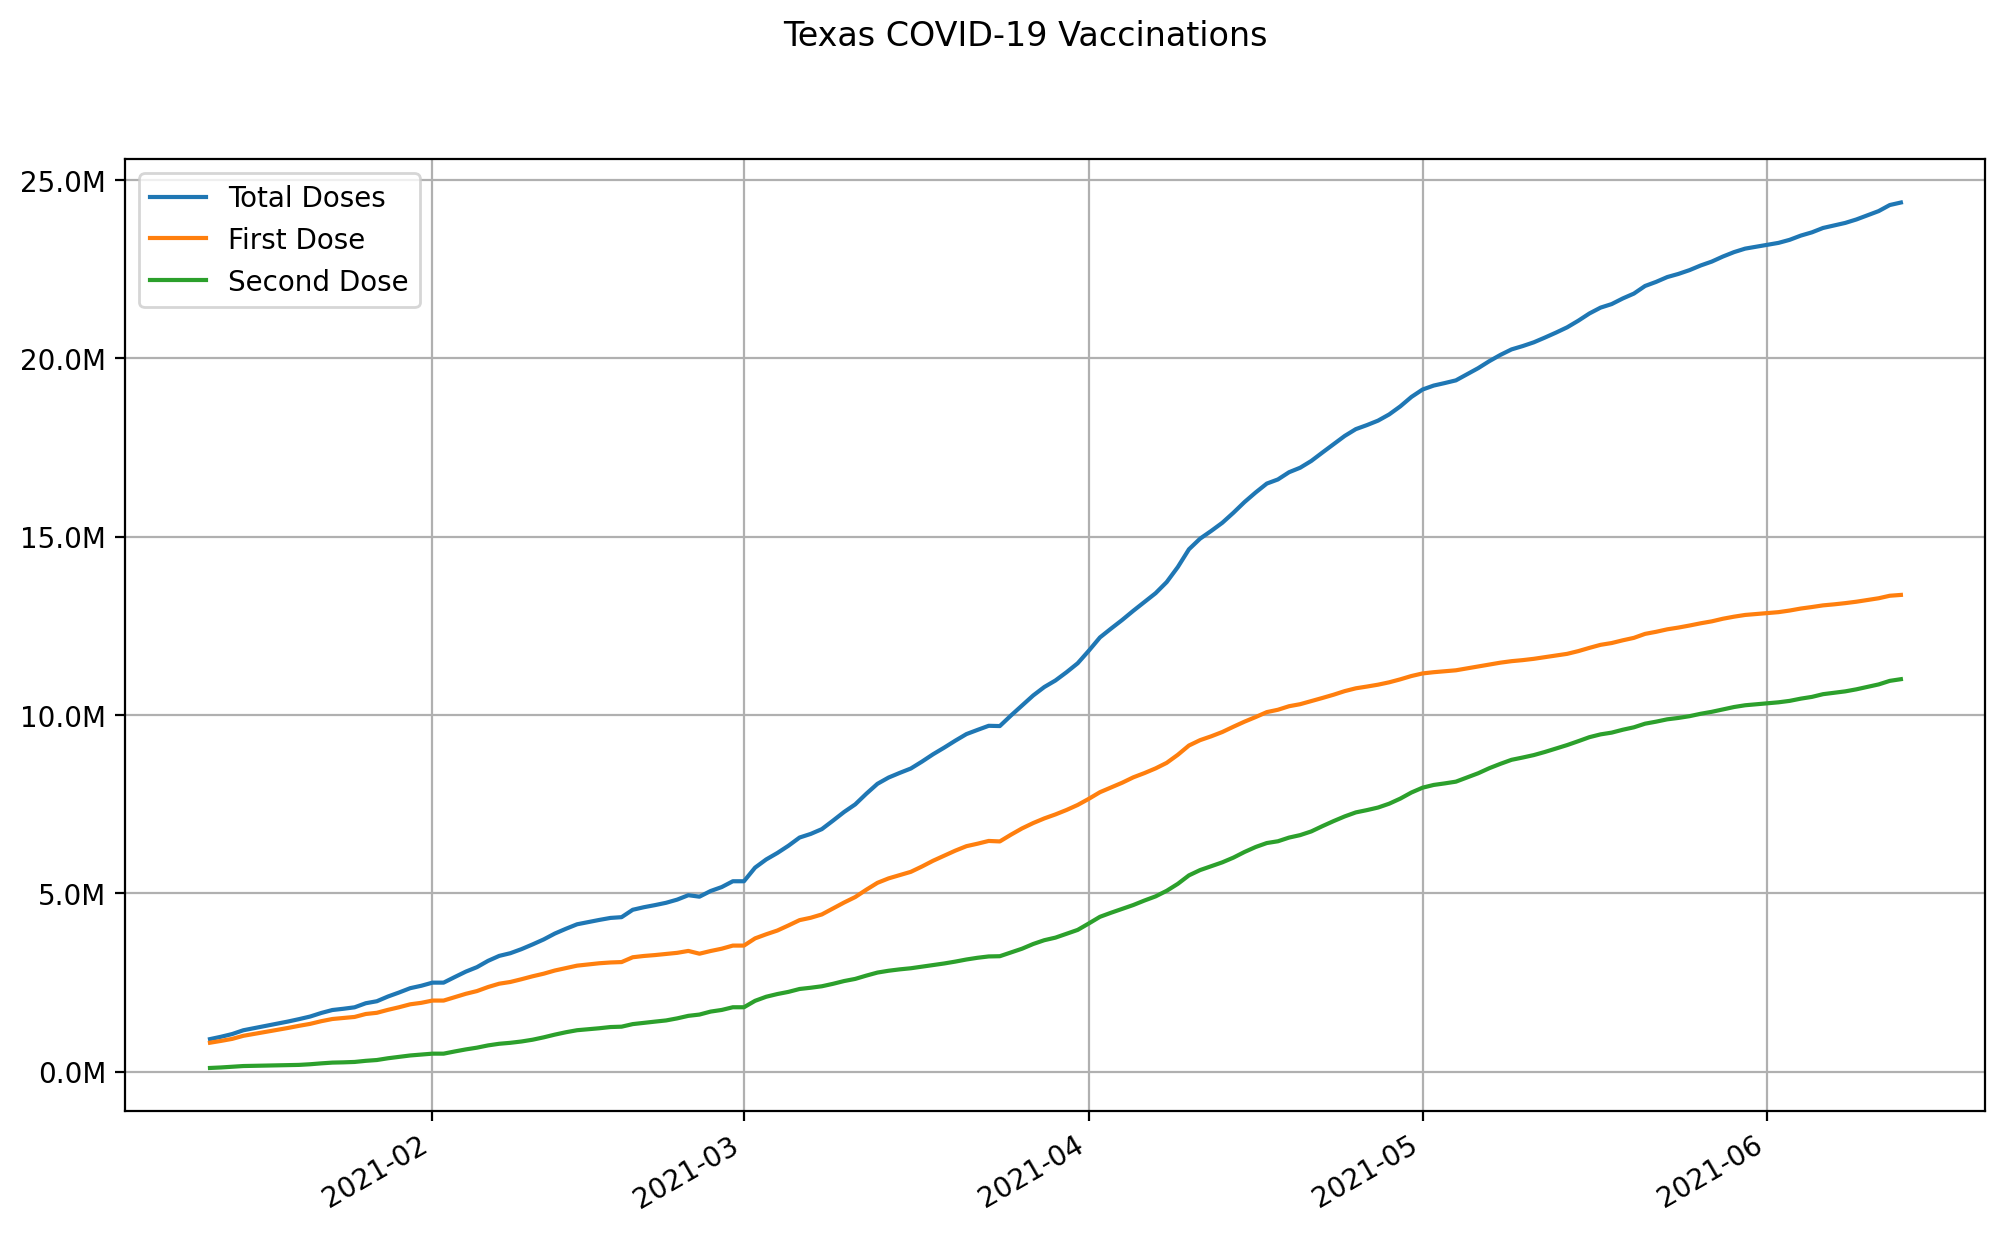 Texas COVID-19 Vaccinations
25.0M
20.0M
15.0M
10.0M
5.0M
0.0M
Total Doses
First Dose
Second Dose
2021-02
2021-03
2021-04
2021-05
2021-06